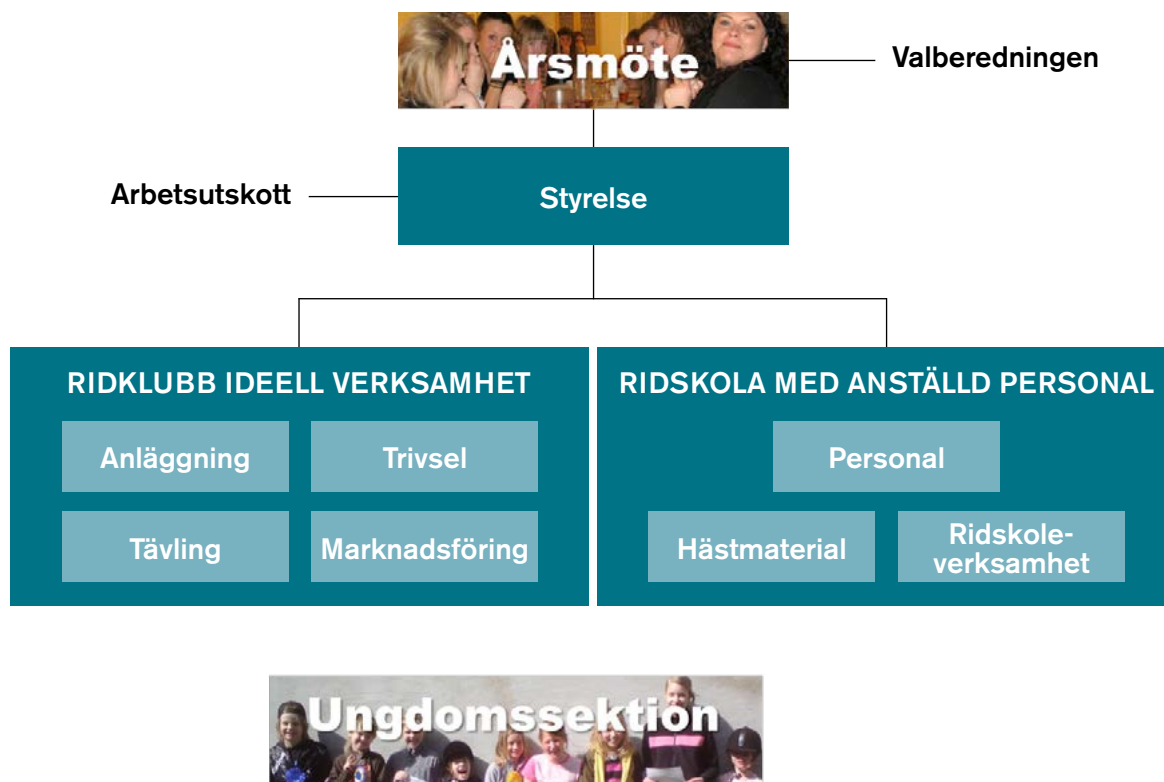 Årsmöte
Valberedningen
Arbetsutskott
Styrelse
RIDKLUBB IDEELL VERKSAMHET
Anläggning
Trivsel
Tävling
Marknadsföring
RIDSKOLA MED ANSTÄLLD PERSONAL
Personal
Hästmaterial
Ridskole-
verksamhet
Ungdomssektion